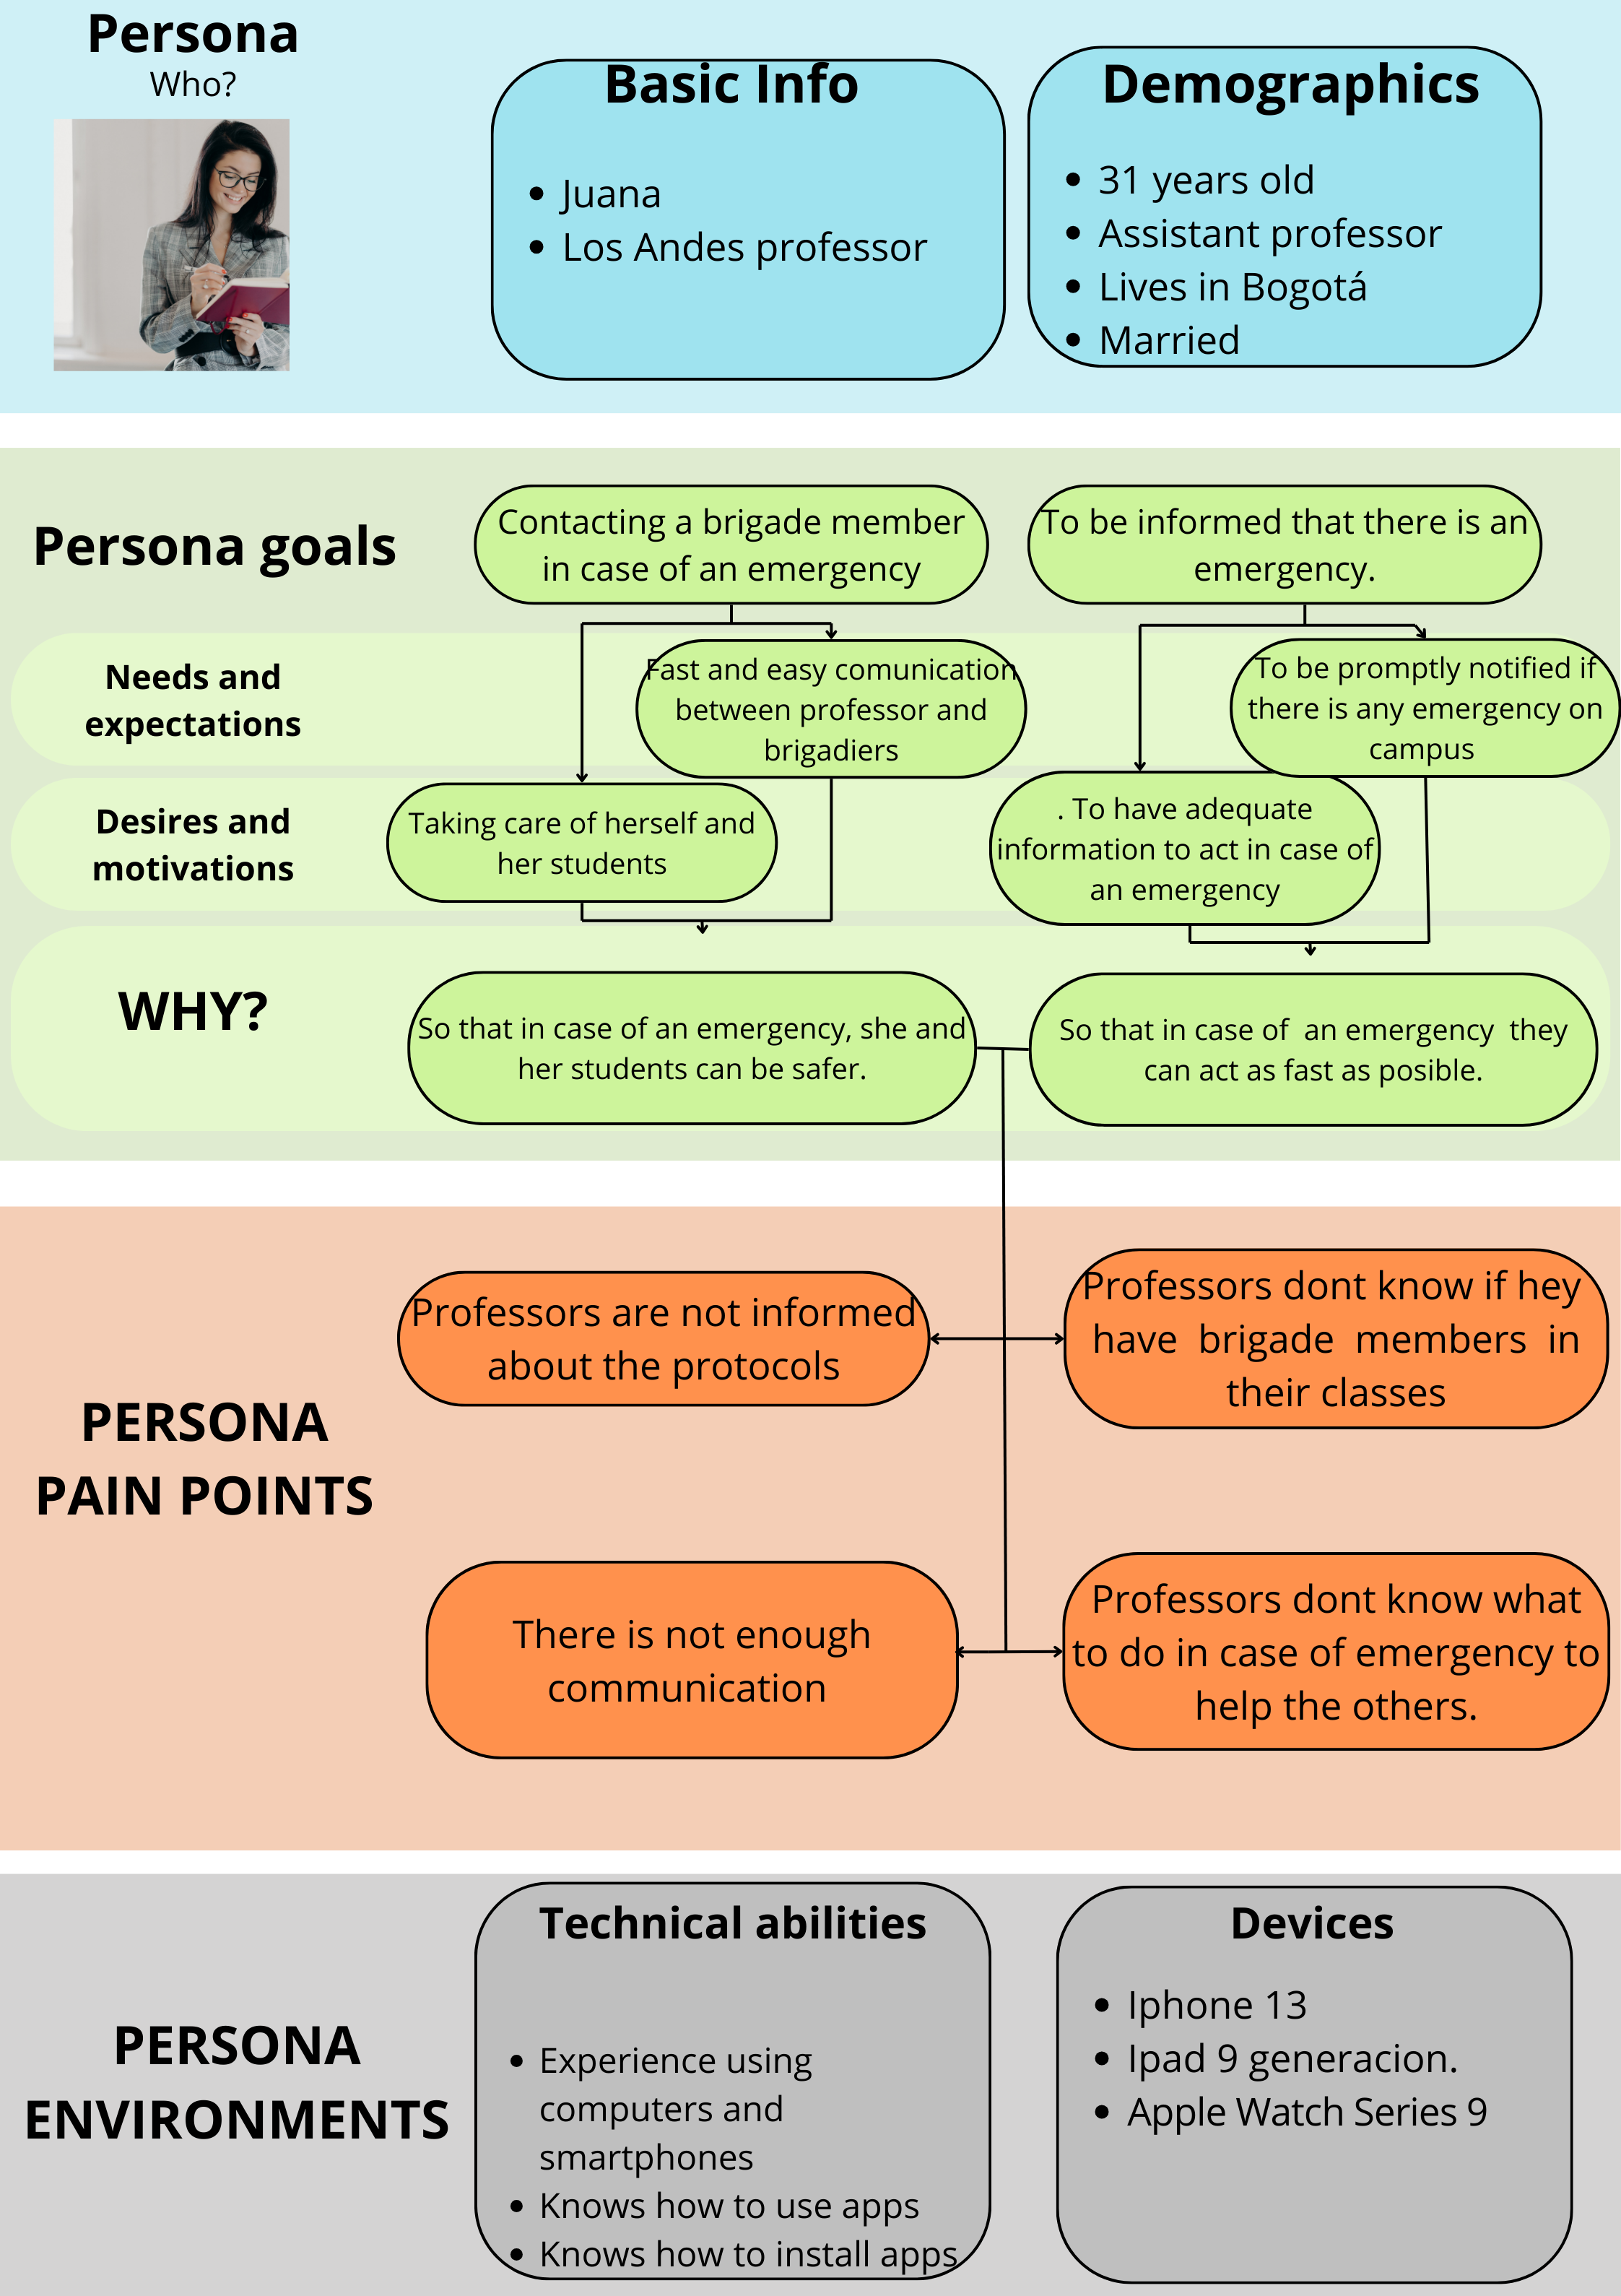 Persona
Who?
Basic Info
Juana
Los Andes professor
Demographics
31 years old
Assistant professor
Lives in Bogotá
Married
Persona goals
Contacting a brigade member
in case of an emergency
To be informed that there is an
emergency.
Needs and
expectations
Fast and easy comunication
between professor and
brigadiers
To be promptly notified if
there is any emergency on
campus
Desires and
motivations
Taking care of herself and
her students
. To have adequate
information to act in case of
an emergency
WHY?
So that in case of an emergency, she and
her students can be safer.
So that in case of an emergency they
can act as fast as posible.
PERSONA
PAIN POINTS
Professors are not informed
about the protocols
Professors dont know if hey
have brigade members in
their classes
There is not enough
communication
Professors dont know what
to do in case of emergency to
help the others.
PERSONA
ENVIRONMENTS
Technical abilities
Experience using
computers and
smartphones
Knows how to use apps
Knows how to install apps
Devices
Iphone 13
Ipad 9 generacion.
Apple Watch Series 9